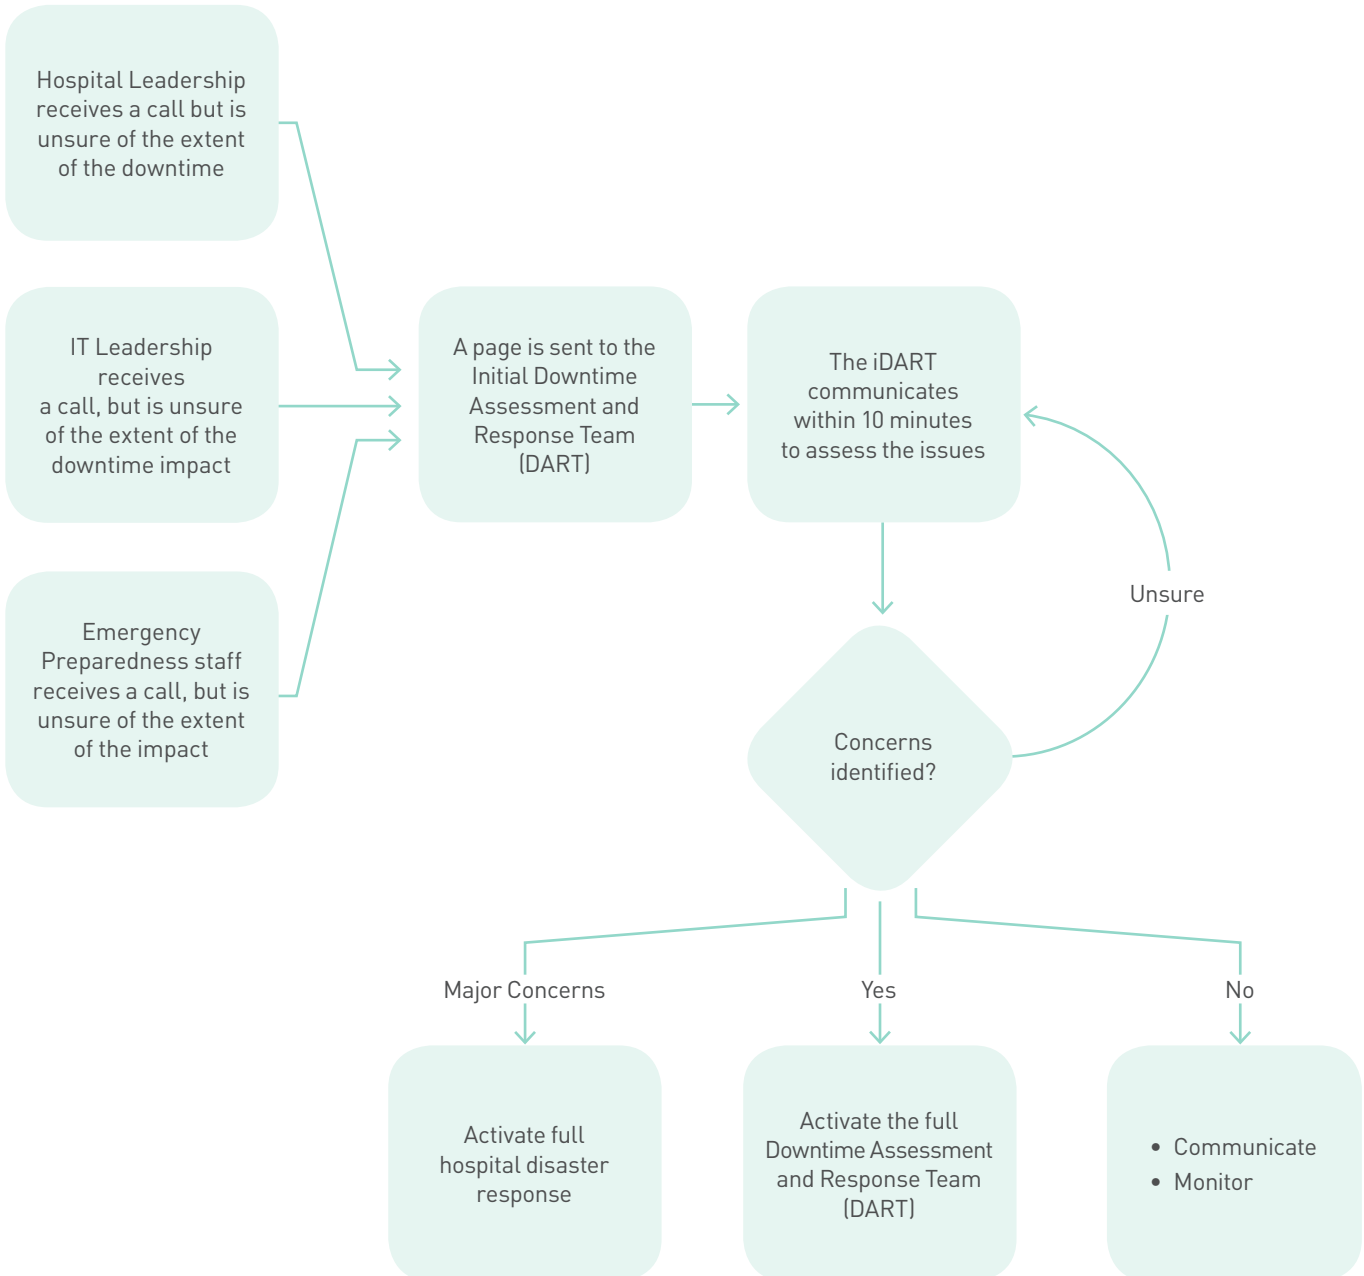 Hospital Leadership
receives a call but is
unsure of the extent
of the downtime
IT Leadership
receives
a call, but is unsure
of the extent of the
downtime impact
Emergency
Preparedness staff
receives a call, but is
unsure of the extent
of the impact
A page is sent to the
Initial Downtime
Assessment and
Response Team
(DART)
The iDART
communicates
within 10 minutes
to assess the issues
Unsure
Concerns
identified?
Major Concerns
Yes
No
Activate full
hospital disaster
response
Activate the full
Downtime Assessment
and Response Team
(DART)
• Communicate
• Monitor